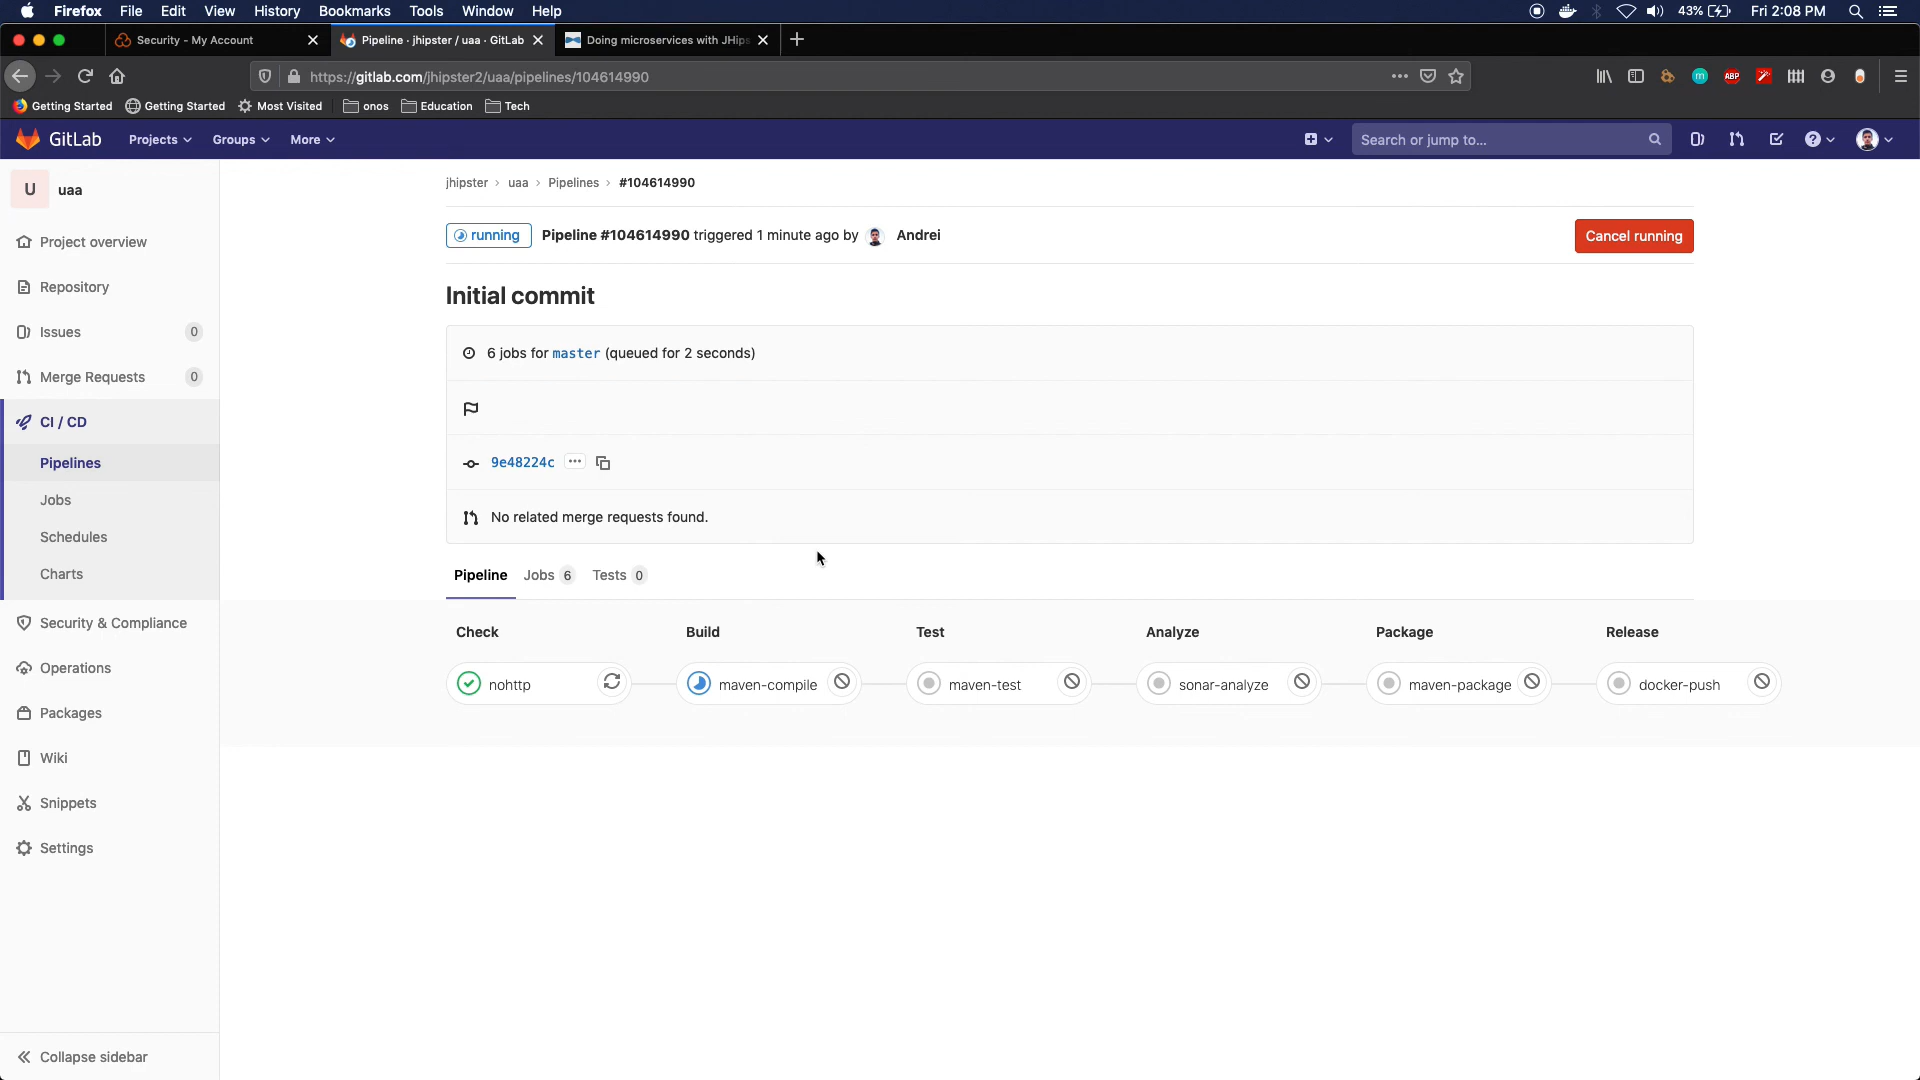 Firefox File Edit View History Bookmarks Tools Window Help 43% Fri 2:08 PM
Security - My Account Pipeline · jhipster / uaa · GitLab Doing microservices with JHips
https://gitlab.com/jhipster2/uaa/pipelines/104614990
Getting Started Getting Started Most Visited onos Education Tech
GitLab Projects Groups More Search or jump to...
U uaa
Project overview
Repository
Issues 0
Merge Requests 0
CI / CD
Pipelines
Jobs
Schedules
Charts
Security & Compliance
Operations
Packages
Wiki
Snippets
Settings
Collapse sidebar
jhipster › uaa › Pipelines › #104614990
running Pipeline #104614990 triggered 1 minute ago by Andrei Cancel running
Initial commit
6 jobs for master (queued for 2 seconds)
9e48224c ...
No related merge requests found.
Pipeline Jobs 6 Tests 0
Check Build Test Analyze Package Release
nohttp maven-compile maven-test sonar-analyze maven-package docker-push